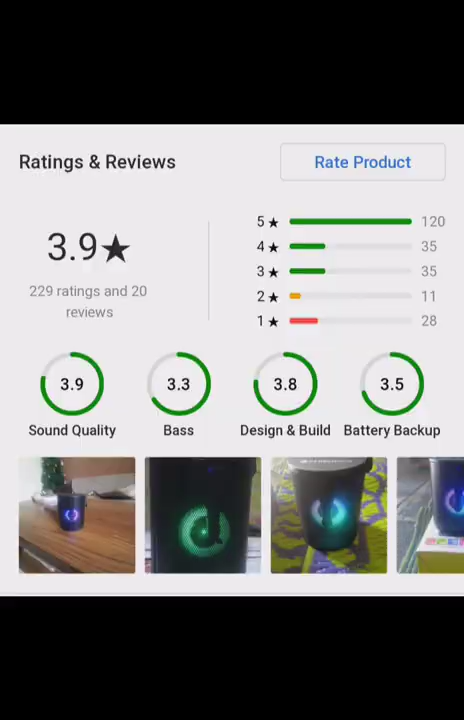 Ratings & Reviews
Rate Product
3.9★
229 ratings and 20
reviews
5★ 120
4★ 35
3★ 35
2★ 11
1★ 28
3.9
Sound Quality
3.3
Bass
3.8
Design & Build
3.5
Battery Backup